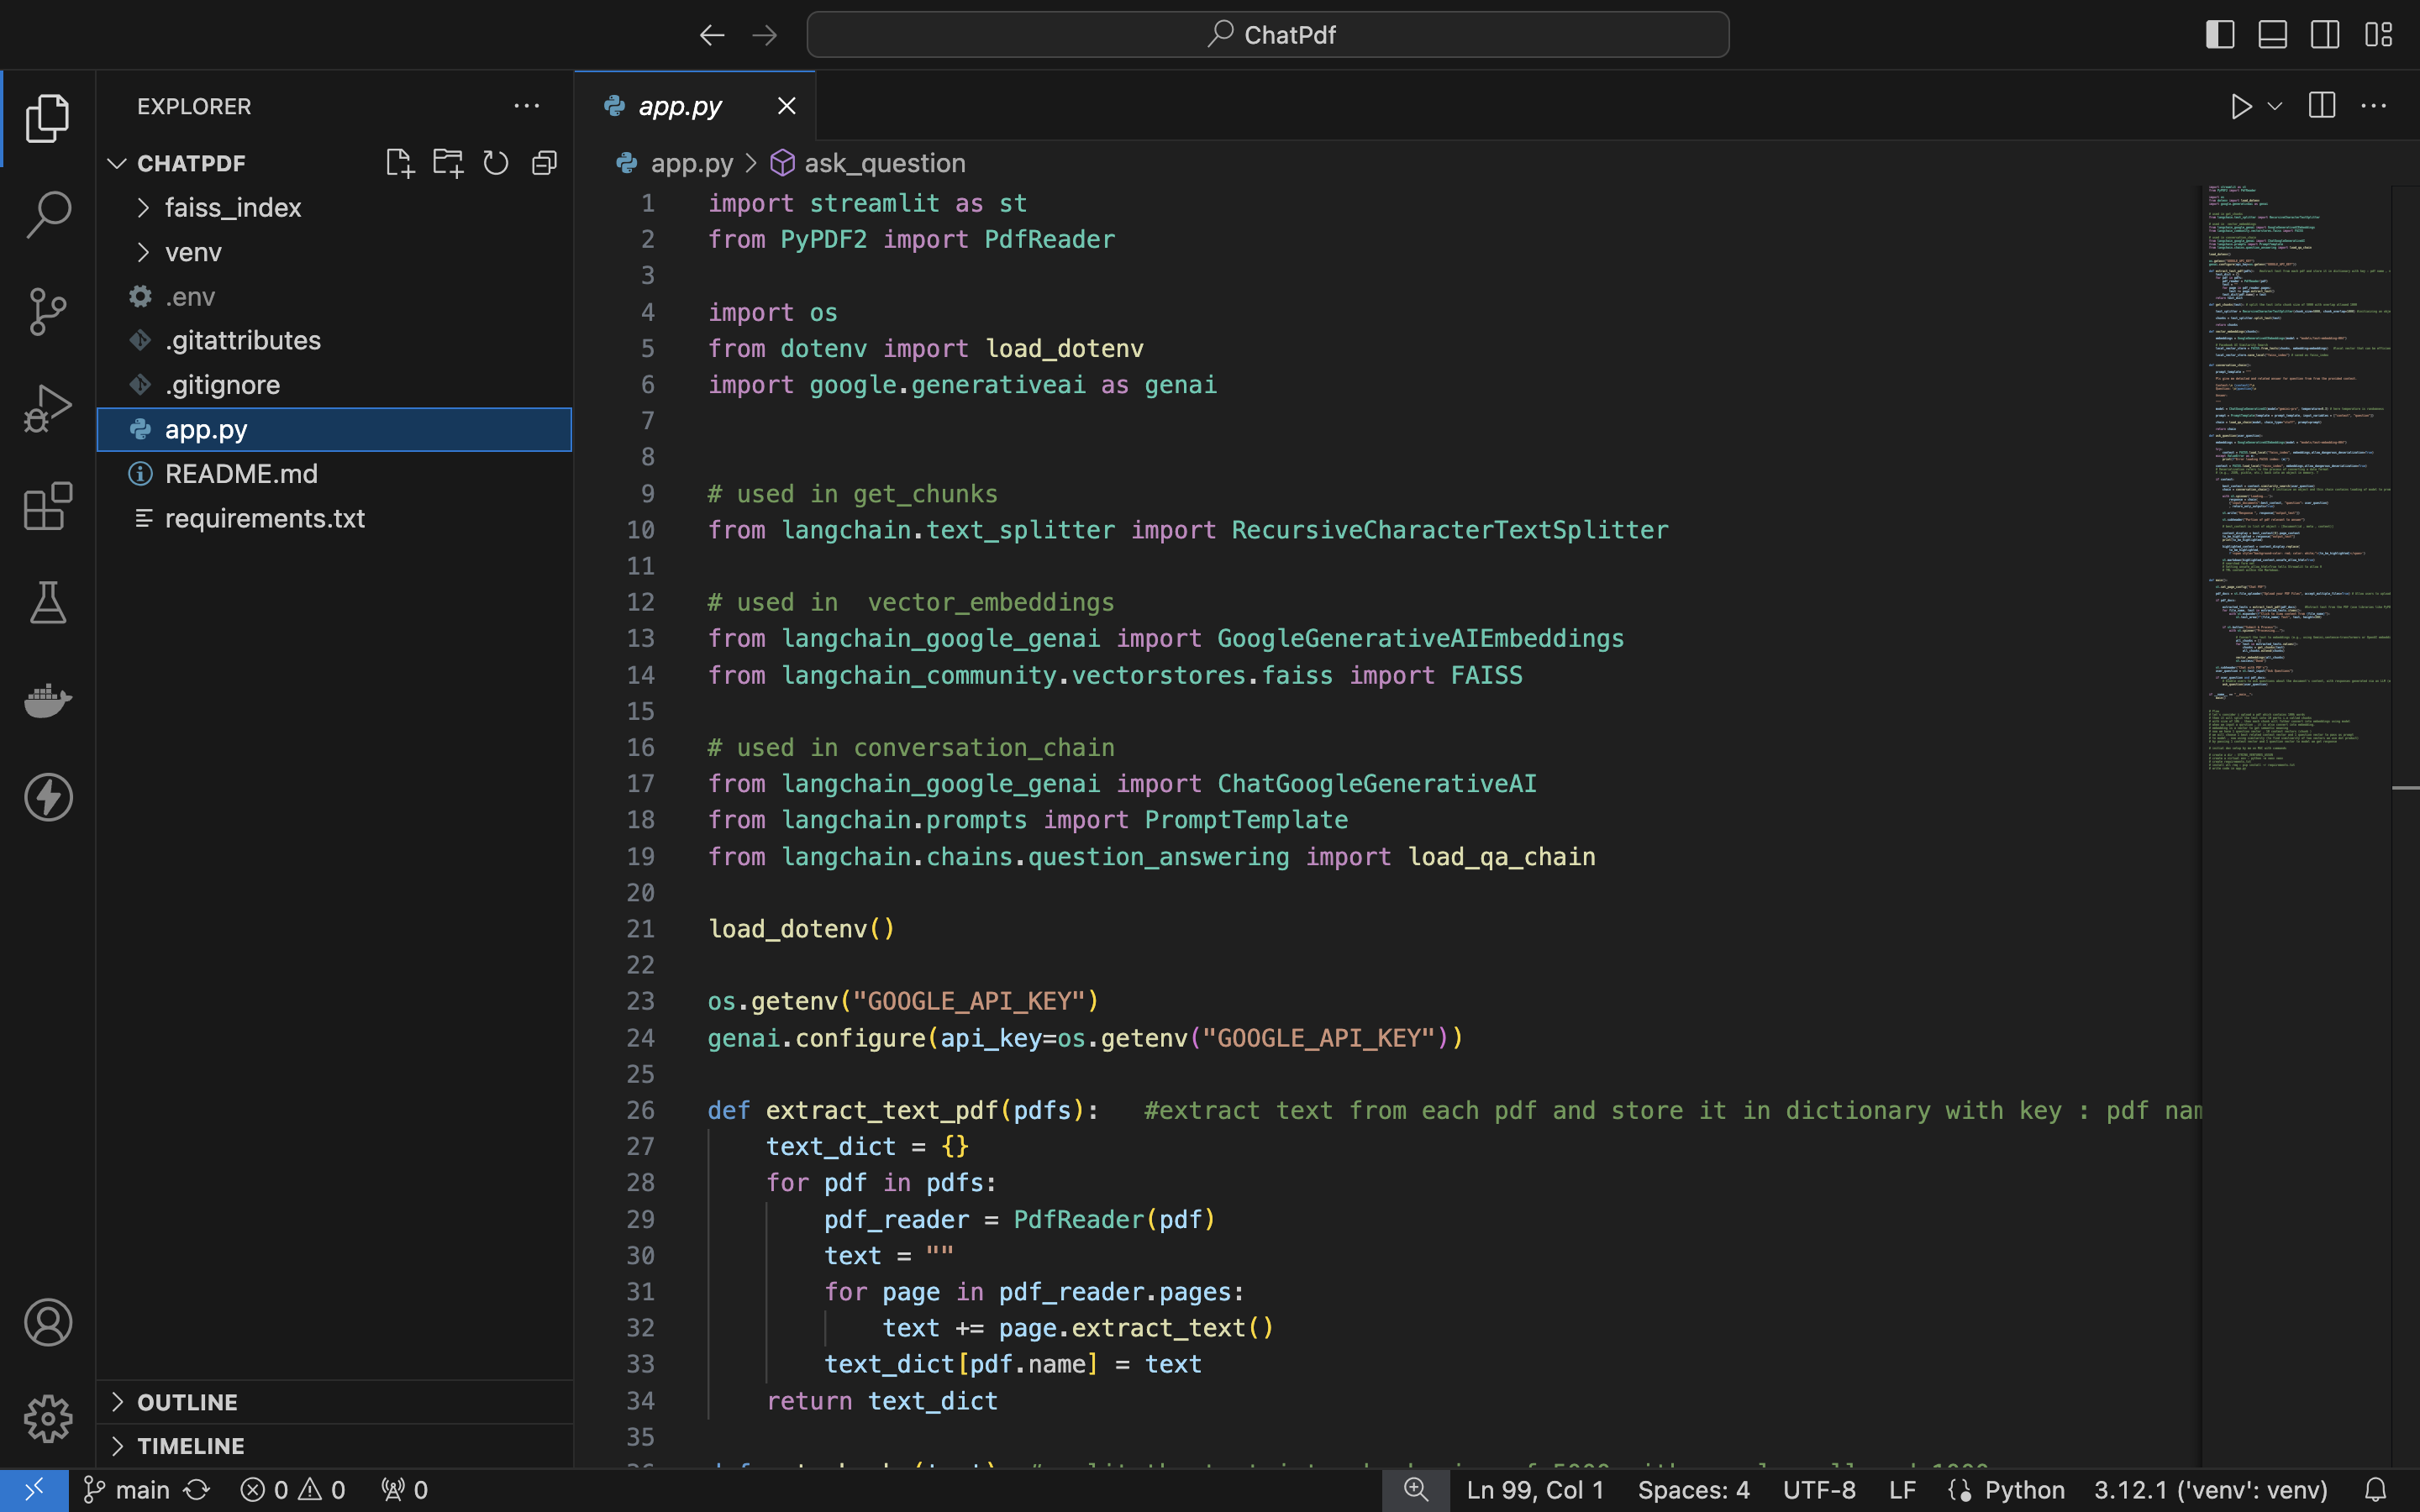 ChatPdf
EXPLORER
CHATPDF
faiss_index
venv
.env
.gitattributes
.gitignore
app.py
README.md
requirements.txt
OUTLINE
TIMELINE
app.py
app.py > ask_question
1 import streamlit as st
2 from PyPDF2 import PdfReader
3
4 import os
5 from dotenv import load_dotenv
6 import google.generativeai as genai
7
8
9 # used in get_chunks
10 from langchain.text_splitter import RecursiveCharacterTextSplitter
11
12 # used in  vector_embeddings
13 from langchain_google_genai import GoogleGenerativeAIEmbeddings
14 from langchain_community.vectorstores.faiss import FAISS
15
16 # used in conversation_chain
17 from langchain_google_genai import ChatGoogleGenerativeAI
18 from langchain.prompts import PromptTemplate
19 from langchain.chains.question_answering import load_qa_chain
20
21 load_dotenv()
22
23 os.getenv("GOOGLE_API_KEY")
24 genai.configure(api_key=os.getenv("GOOGLE_API_KEY"))
25
26 def extract_text_pdf(pdfs):   #extract text from each pdf and store it in dictionary with key : pdf nam
27     text_dict = {}
28     for pdf in pdfs:
29         pdf_reader = PdfReader(pdf)
30         text = ""
31         for page in pdf_reader.pages:
32             text += page.extract_text()
33         text_dict[pdf.name] = text
34     return text_dict
35
main 0 0 0 Ln 99, Col 1 Spaces: 4 UTF-8 LF Python 3.12.1 ('venv': venv)